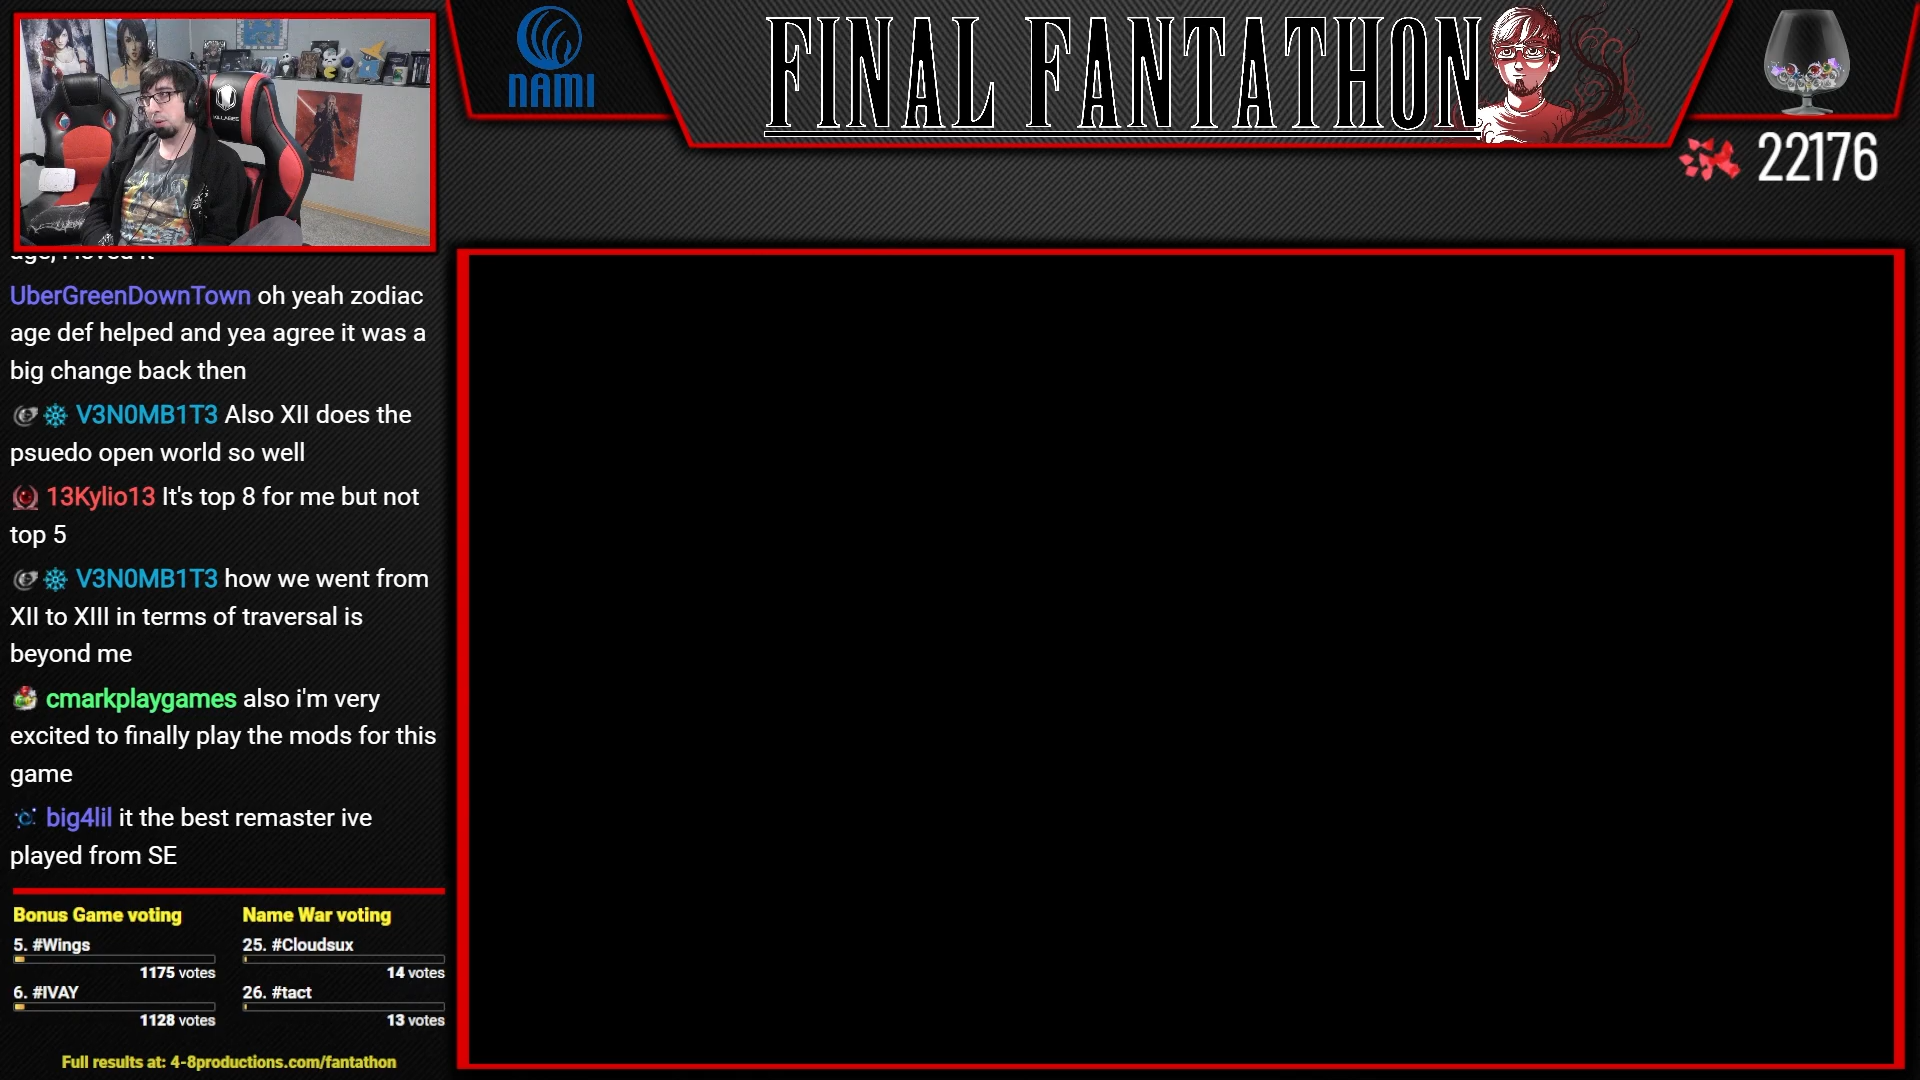 NAMI
FINAL FANTATHON
22176
UberGreenDownTown oh yeah zodiac
age def helped and yea agree it was a
big change back then
V3N0MB1T3 Also XII does the
psuedo open world so well
13Kylio13 It's top 8 for me but not
top 5
V3N0MB1T3 how we went from
XII to XIII in terms of traversal is
beyond me
cmarkplaygames also i'm very
excited to finally play the mods for this
game
big4lil it the best remaster ive
played from SE
Bonus Game voting
5. #Wings
1175 votes
6. #IVAY
1128 votes
Name War voting
25. #Cloudsux
14 votes
26. #tact
13 votes
Full results at: 4-8productions.com/fantathon